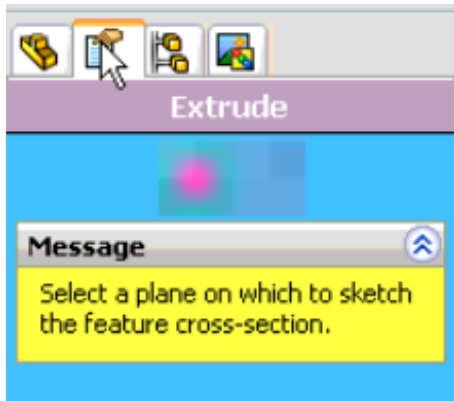 Extrude
Message
Select a plane on which to sketch
the feature cross-section.